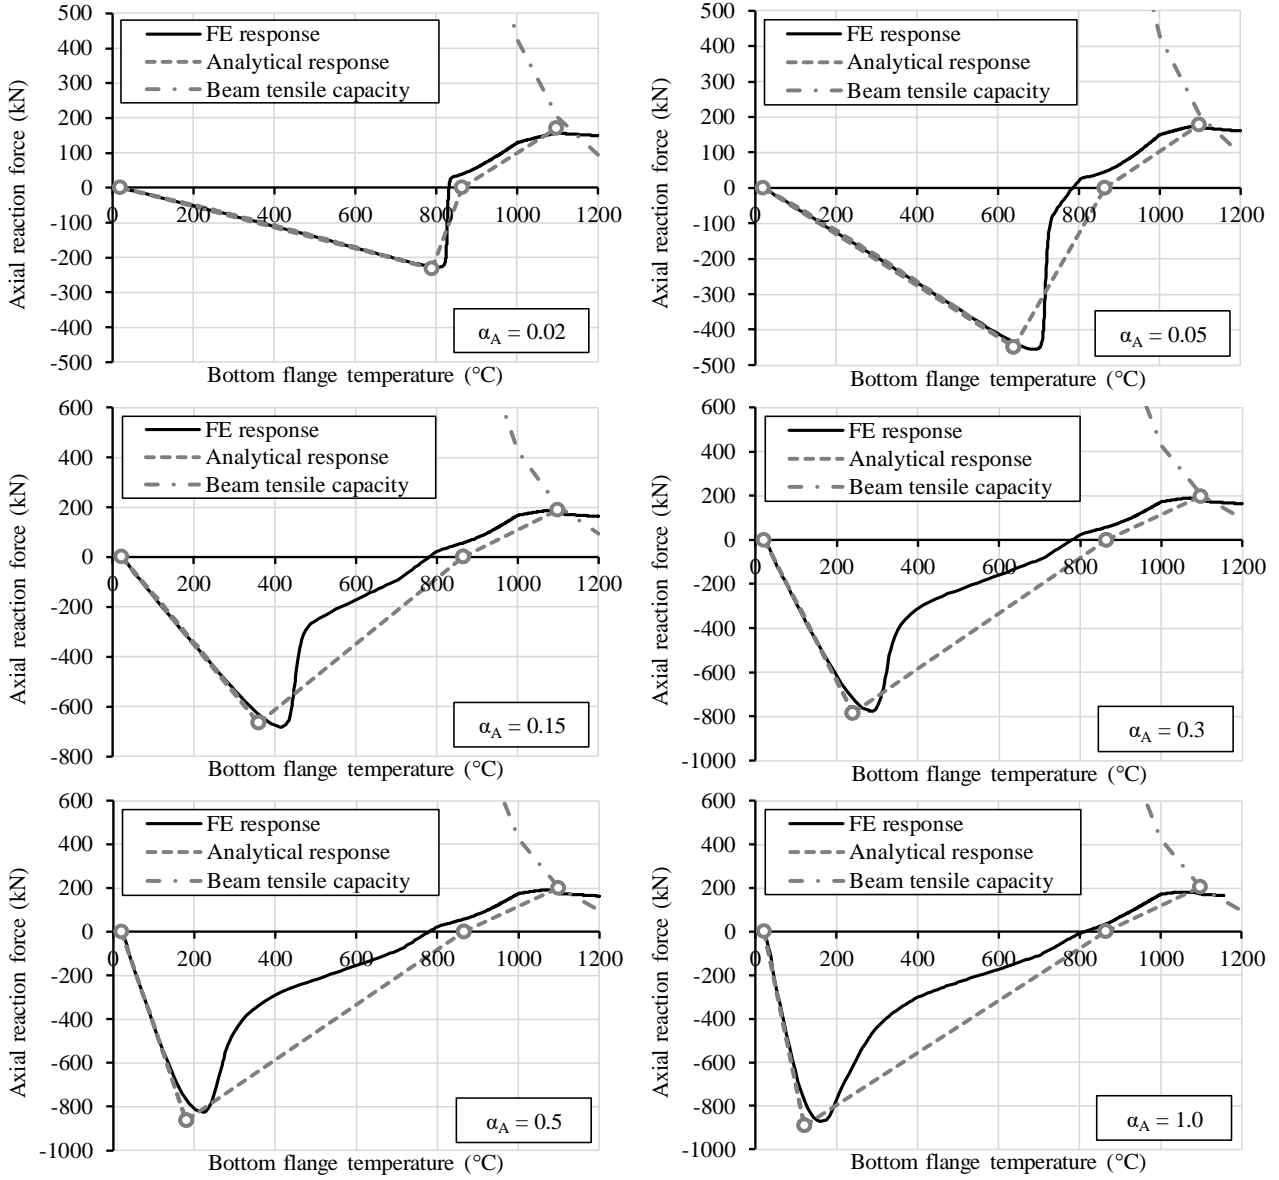 500
400
300
200
100
0
-100
-200
-300
-400
-500
0 200 400 600 800 1000 1200
Axial reaction force (kN)
Bottom flange temperature (°C)
FE response
Analytical response
Beam tensile capacity
α_A = 0.02
500
400
300
200
100
0
-100
-200
-300
-400
-500
0 200 400 600 800 1000 1200
Axial reaction force (kN)
Bottom flange temperature (°C)
FE response
Analytical response
Beam tensile capacity
α_A = 0.05
600
400
200
0
-200
-400
-600
-800
0 200 400 600 800 1000 1200
Axial reaction force (kN)
Bottom flange temperature (°C)
FE response
Analytical response
Beam tensile capacity
α_A = 0.15
600
400
200
0
-200
-400
-600
-800
-1000
0 200 400 600 800 1000 1200
Axial reaction force (kN)
Bottom flange temperature (°C)
FE response
Analytical response
Beam tensile capacity
α_A = 0.3
600
400
200
0
-200
-400
-600
-800
-1000
0 200 400 600 800 1000 1200
Axial reaction force (kN)
Bottom flange temperature (°C)
FE response
Analytical response
Beam tensile capacity
α_A = 0.5
600
400
200
0
-200
-400
-600
-800
-1000
0 200 400 600 800 1000 1200
Axial reaction force (kN)
Bottom flange temperature (°C)
FE response
Analytical response
Beam tensile capacity
α_A = 1.0